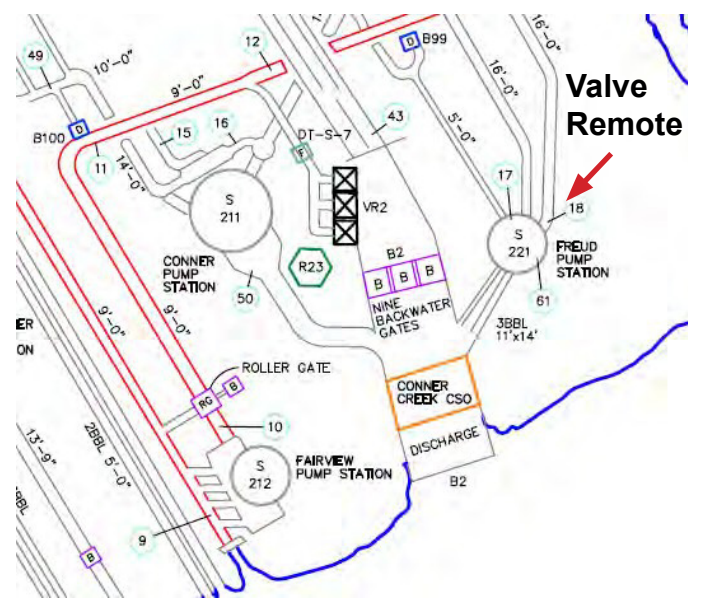 49
10'-0"
12
9'-0"
D
B100
11
15
16
14'-0"
DT-S-7
F
43
D
B99
16'-0"
16'-0"
5'-0"
Valve
Remote
17
18
S
211
CONNER
PUMP
STATION
VR2
R23
50
B2
B B B
NINE
BACKWATER
GATES
S
221
FREUD
PUMP
STATION
61
3BBL
11'x14'
9'-0"
9'-0"
ER
ON
ROLLER GATE
RG
B
10
CONNER
CREEK CSO
DISCHARGE
B2
S
212
FAIRVIEW
PUMP STATION
2BBL 5'-0"
13'-9"
BBL
B
9